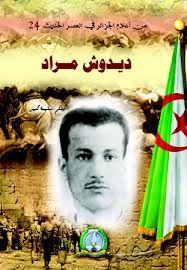 من أعلام الجزائر في العصر الحديث 24
ديدوش مراد